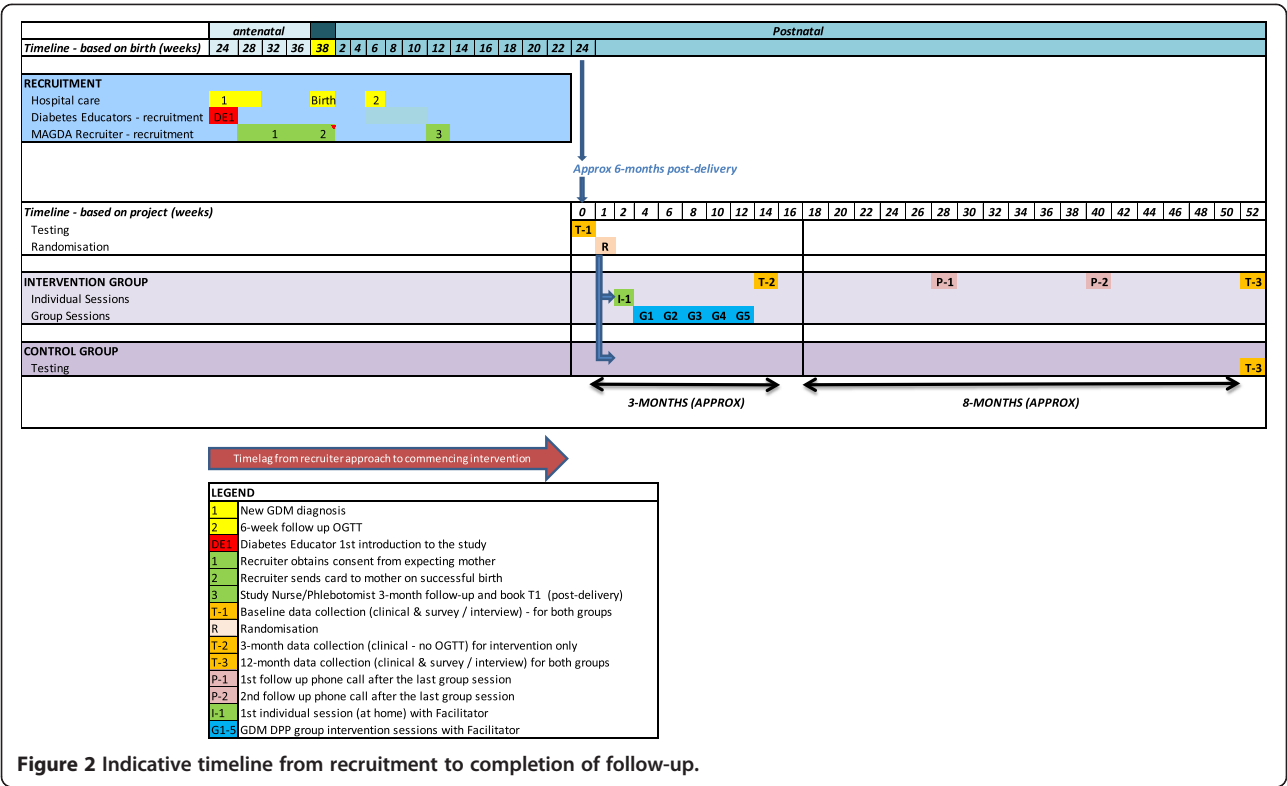 antenatal Postnatal
Timeline - based on birth (weeks) 24 28 32 36 38 2 4 6 8 10 12 14 16 18 20 22 24
RECRUITMENT
Hospital care 1 Birth 2
Diabetes Educators - recruitment DE1
MAGDA Recruiter - recruitment 1 2 3
Approx 6-months post-delivery
Timeline - based on project (weeks) 0 1 2 4 6 8 10 12 14 16 18 20 22 24 26 28 30 32 34 36 38 40 42 44 46 48 50 52
Testing T-1
Randomisation R
INTERVENTION GROUP T-2 P-1 P-2 T-3
Individual Sessions I-1
Group Sessions G1 G2 G3 G4 G5
CONTROL GROUP
Testing T-3
3-MONTHS (APPROX) 8-MONTHS (APPROX)
Timelag from recruiter approach to commencing intervention
LEGEND
1 New GDM diagnosis
2 6-week follow up OGTT
DE1 Diabetes Educator 1st introduction to the study
1 Recruiter obtains consent from expecting mother
2 Recruiter sends card to mother on successful birth
3 Study Nurse/Phlebotomist 3-month follow-up and book T1 (post-delivery)
T-1 Baseline data collection (clinical & survey / interview) - for both groups
R Randomisation
T-2 3-month data collection (clinical - no OGTT) for intervention only
T-3 12-month data collection (clinical & survey / interview) for both groups
P-1 1st follow up phone call after the last group session
P-2 2nd follow up phone call after the last group session
I-1 1st individual session (at home) with Facilitator
G1-5 GDM DPP group intervention sessions with Facilitator
Figure 2 Indicative timeline from recruitment to completion of follow-up.